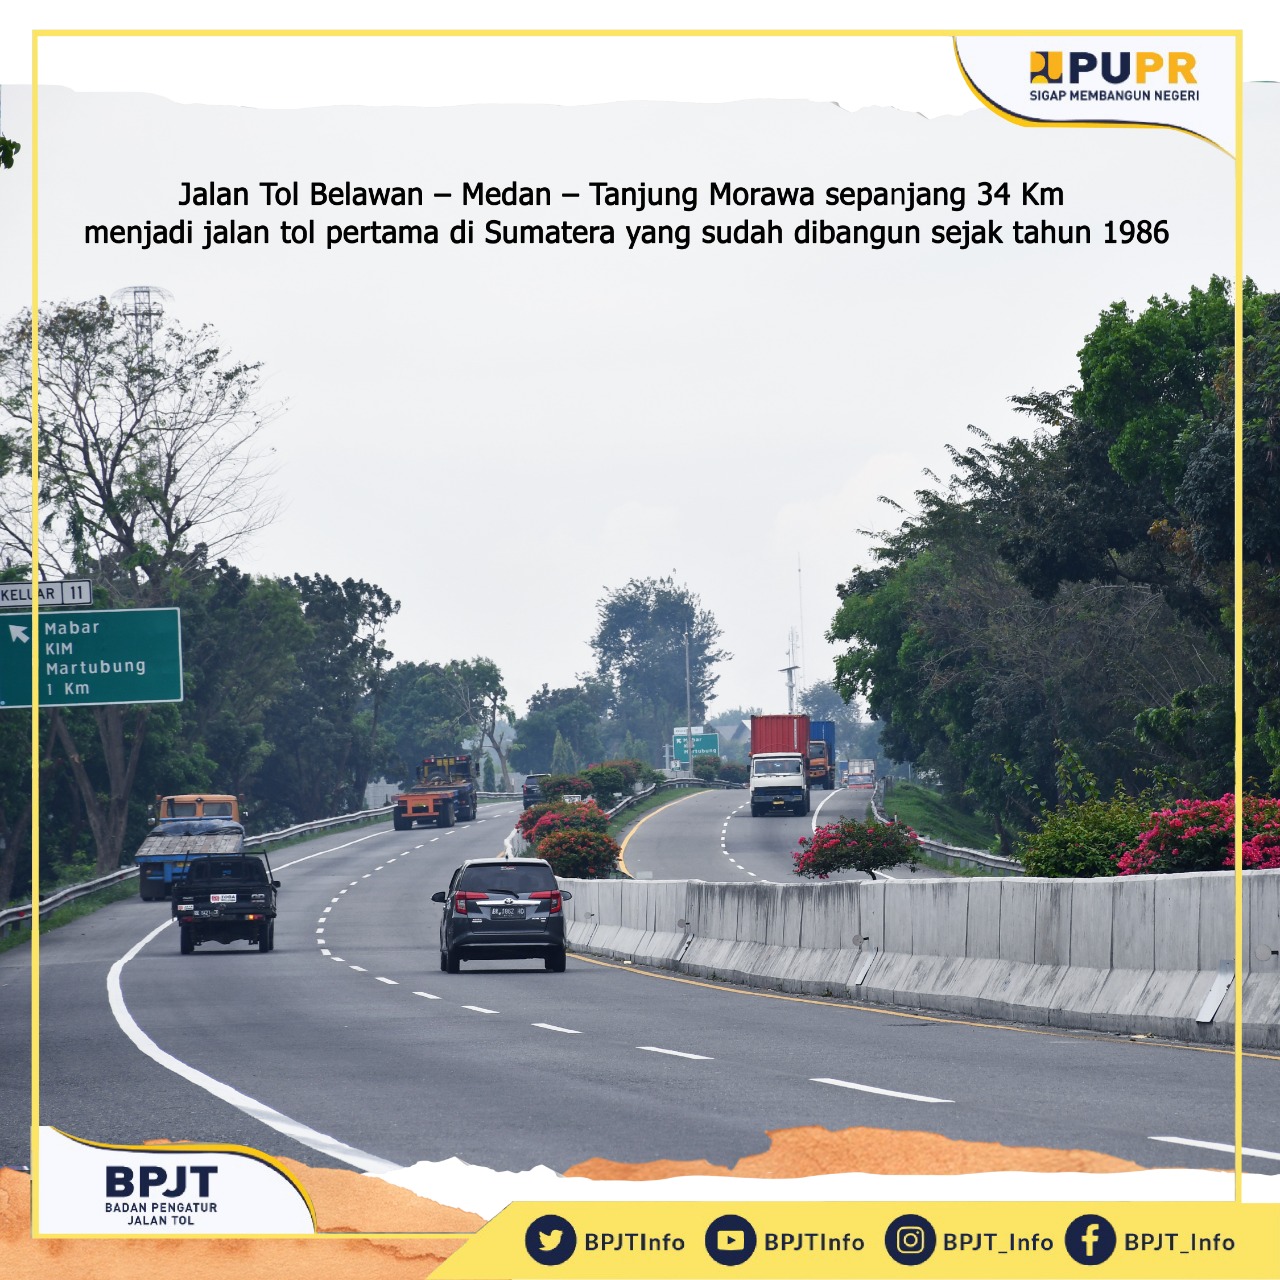 PUPR
SIGAP MEMBANGUN NEGERI
Jalan Tol Belawan – Medan – Tanjung Morawa sepanjang 34 Km
menjadi jalan tol pertama di Sumatera yang sudah dibangun sejak tahun 1986
KELUAR 11
Mabar
KIM
Martubung
1 Km
Mabar
Martubung
BPJT
BADAN PENGATUR
JALAN TOL
BPJTInfo
BPJTInfo
BPJT_Info
BPJT_Info